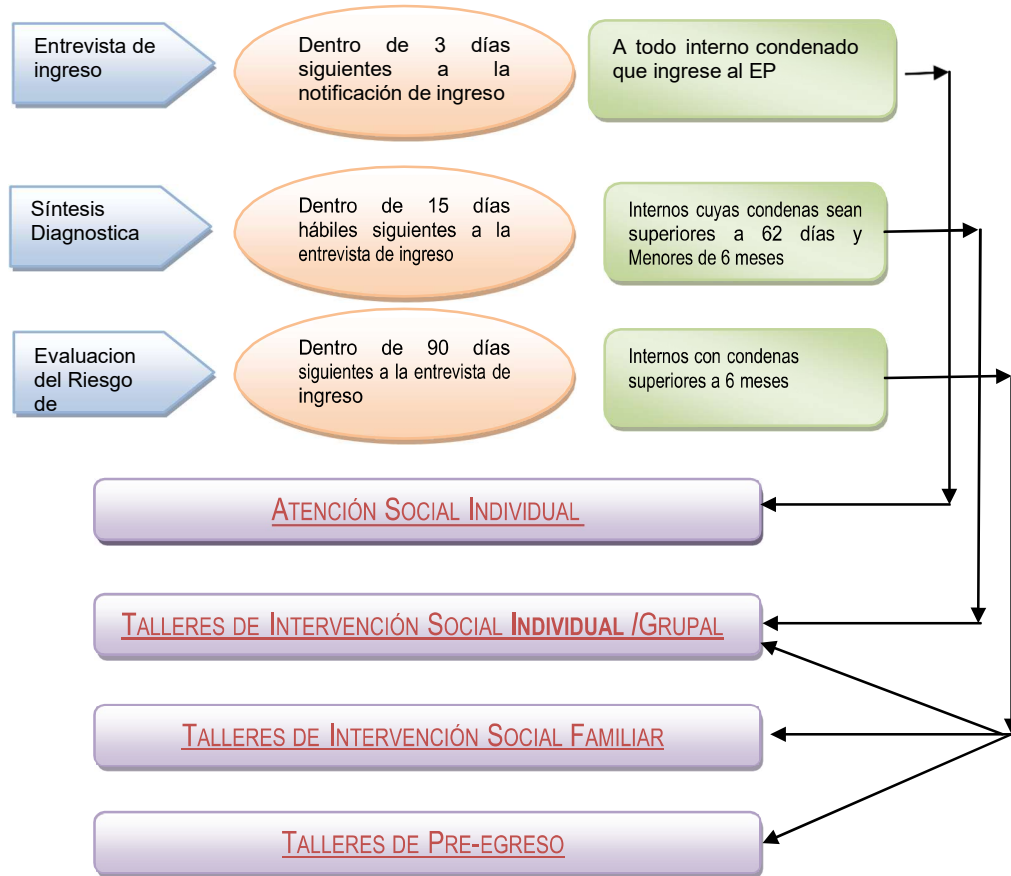 Entrevista de
ingreso
Dentro de 3 días
siguientes a la
notificación de ingreso
A todo interno condenado
que ingrese al EP
Síntesis
Diagnostica
Dentro de 15 días
hábiles siguientes a la
entrevista de ingreso
Internos cuyas condenas sean
superiores a 62 días y
Menores de 6 meses
Evaluacion
del Riesgo
de
Dentro de 90 días
siguientes a la entrevista de
ingreso
Internos con condenas
superiores a 6 meses
ATENCIÓN SOCIAL INDIVIDUAL
TALLERES DE INTERVENCIÓN SOCIAL INDIVIDUAL /GRUPAL
TALLERES DE INTERVENCIÓN SOCIAL FAMILIAR
TALLERES DE PRE-EGRESO